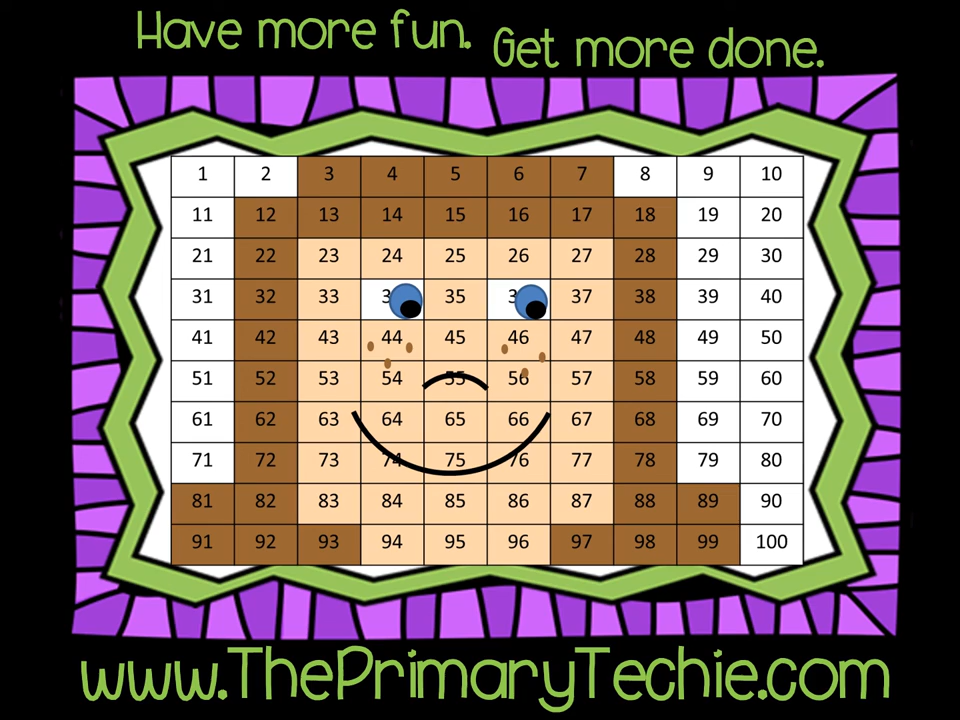 Have more fun. Get more done.
1 2 3 4 5 6 7 8 9 10
11 12 13 14 15 16 17 18 19 20
21 22 23 24 25 26 27 28 29 30
31 32 33 3 35 3 37 38 39 40
41 42 43 44 45 46 47 48 49 50
51 52 53 54 55 56 57 58 59 60
61 62 63 64 65 66 67 68 69 70
71 72 73 74 75 76 77 78 79 80
81 82 83 84 85 86 87 88 89 90
91 92 93 94 95 96 97 98 99 100
www.ThePrimaryTechie.com